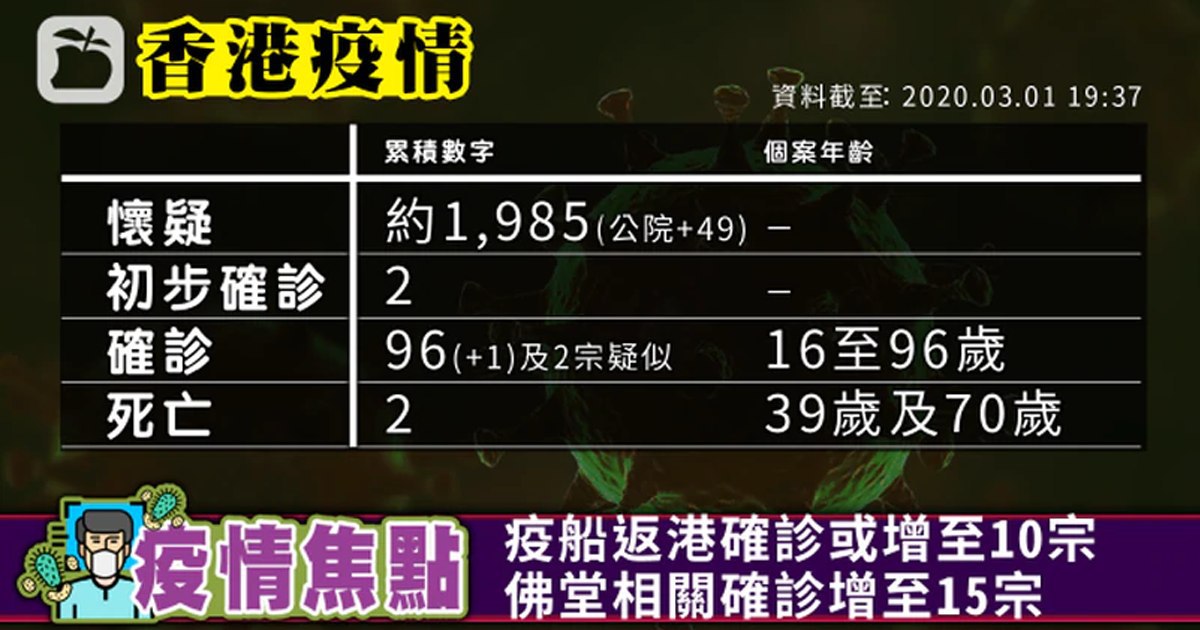 香港疫情
資料截至: 2020.03.01 19:37
累積數字 個案年齡
懷疑 約1,985(公院+49) –
初步確診 2 –
確診 96(+1)及2宗疑似 16至96歲
死亡 2 39歲及70歲
疫情焦點
疫船返港確診或增至10宗
佛堂相關確診增至15宗